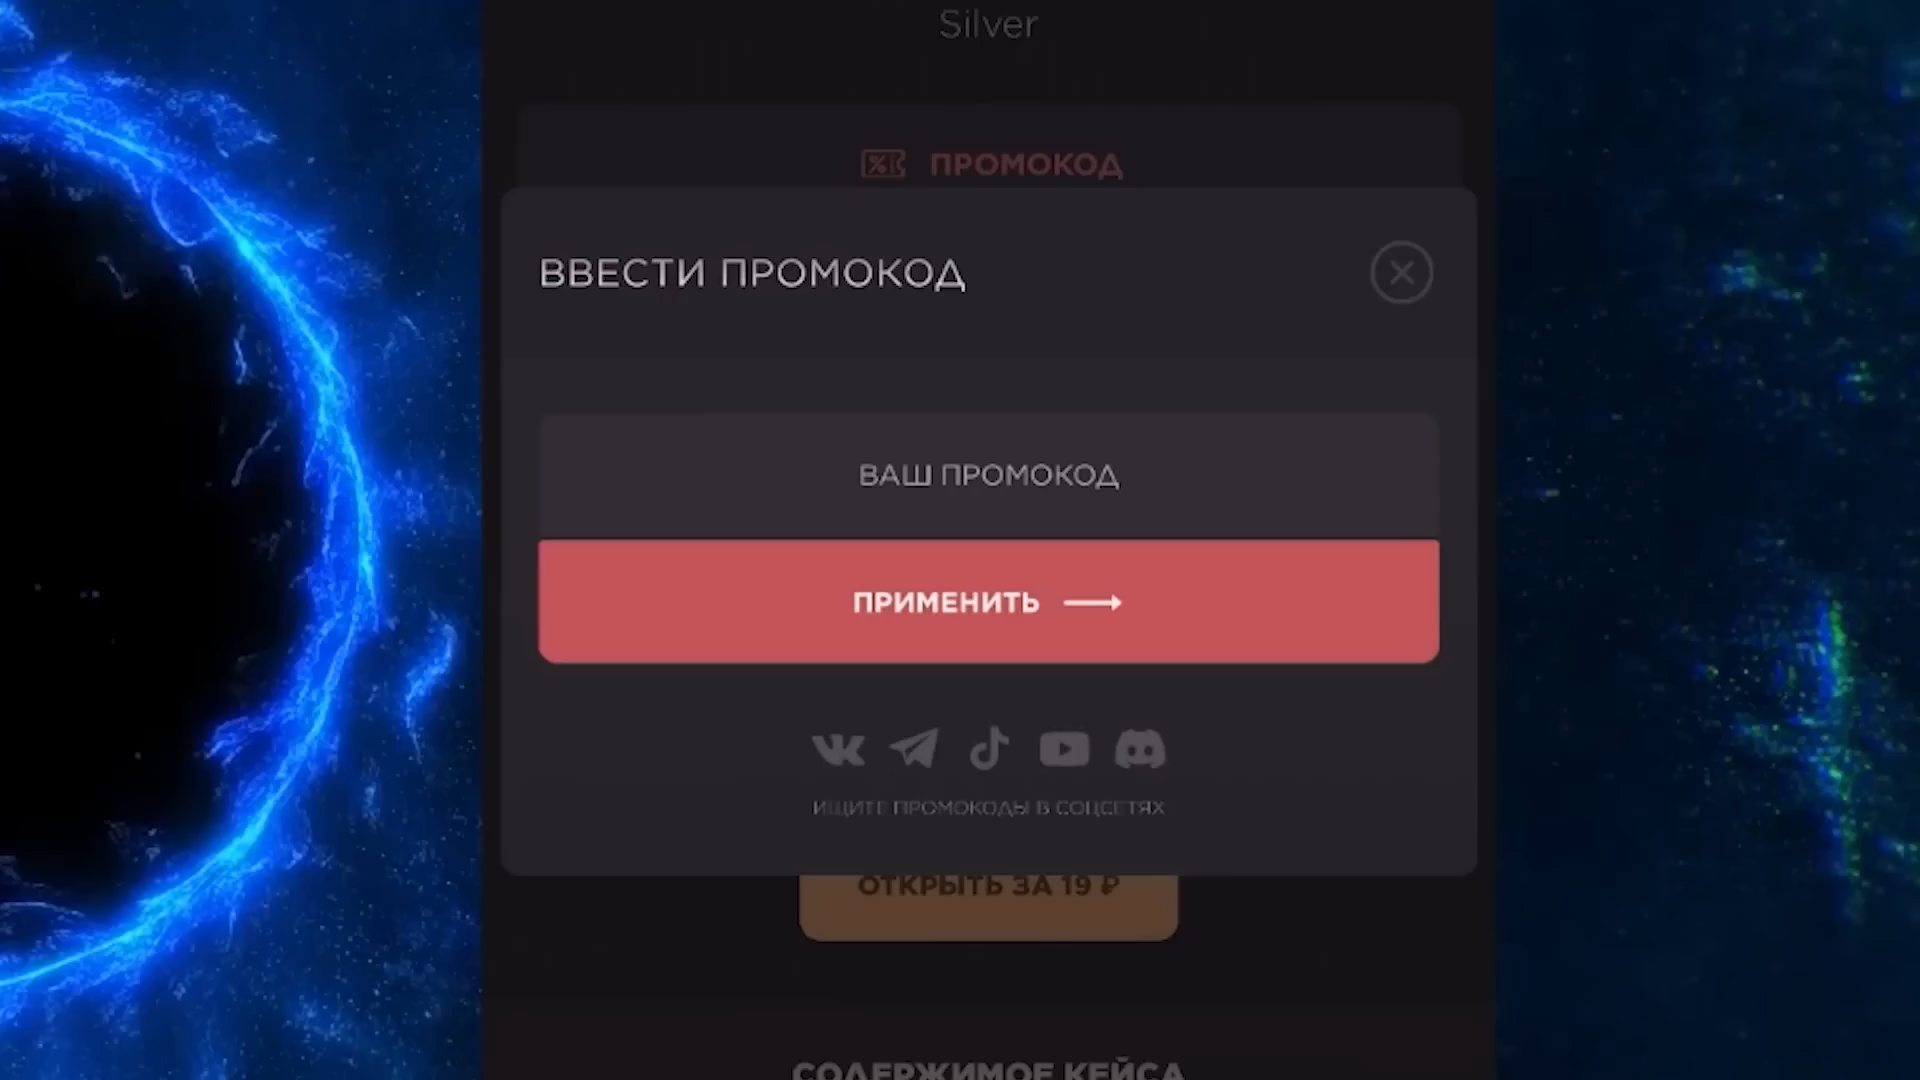 Silver
ПРОМОКОД
ВВЕСТИ ПРОМОКОД
ВАШ ПРОМОКОД
ПРИМЕНИТЬ
ИЩИТЕ ПРОМОКОДЫ В СОЦСЕТЯХ
ОТКРЫТЬ ЗА 19 ₽
СОДЕРЖИМОЕ КЕЙСА